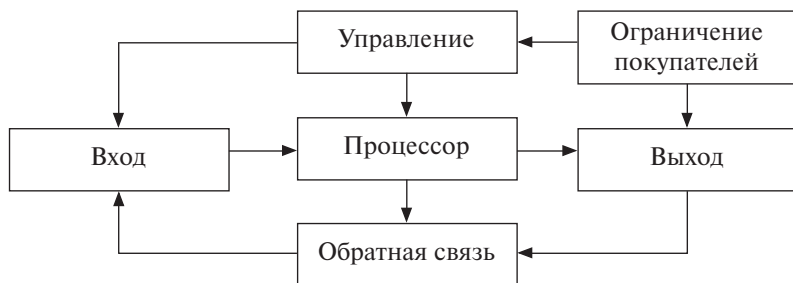 Управление
Ограничение
покупателей
Вход
Процессор
Выход
Обратная связь